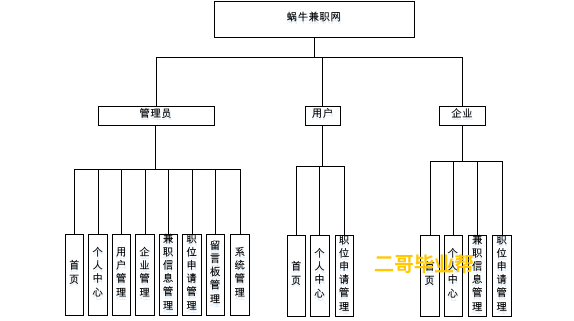 蜗牛兼职网
管理员
用户
企业
首页
个人中心
用户管理
企业管理
兼职信息管理
职位申请管理
留言板管理
系统管理
首页
个人中心
职位申请管理
首页
个人中心
兼职信息管理
职位申请管理
二哥毕业帮